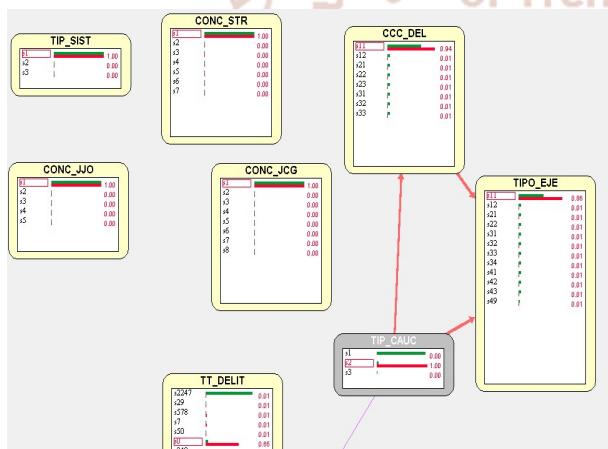 CONC_STR
s1 1.00
s2 0.00
s3 0.00
s4 0.00
s5 0.00
s6 0.00
s7 0.00
TIP_SIST
s1 1.00
s2 0.00
s3 0.00
CCC_DEL
s11 0.94
s12 0.01
s21 0.01
s22 0.01
s23 0.01
s31 0.01
s32 0.01
s33 0.01
CONC_JJO
s1 1.00
s2 0.00
s3 0.00
s4 0.00
s5 0.00
CONC_JCG
s1 1.00
s2 0.00
s3 0.00
s4 0.00
s5 0.00
s6 0.00
s7 0.00
s8 0.00
TIPO_EJE
s11 0.86
s12 0.01
s21 0.01
s22 0.01
s31 0.01
s32 0.01
s33 0.01
s34 0.01
s41 0.01
s42 0.01
s43 0.01
s49 0.01
TIP_CAUC
s1 0.00
s2 1.00
s3 0.00
TT_DELIT
s2247 0.01
s29 0.01
s578 0.01
s7 0.01
s50 0.01
s0 0.86